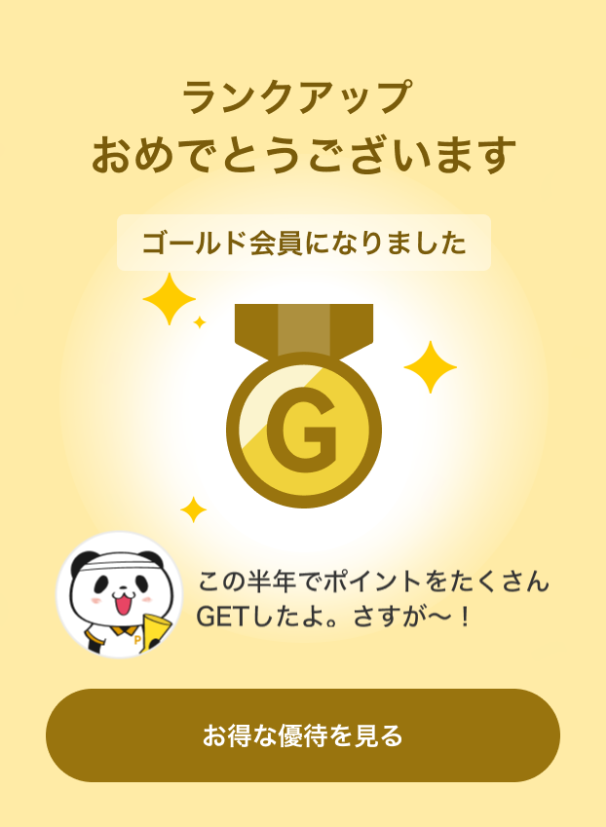 ランクアップ
おめでとうございます
ゴールド会員になりました
G
P
この半年でポイントをたくさん
GETしたよ。さすが〜！
お得な優待を見る